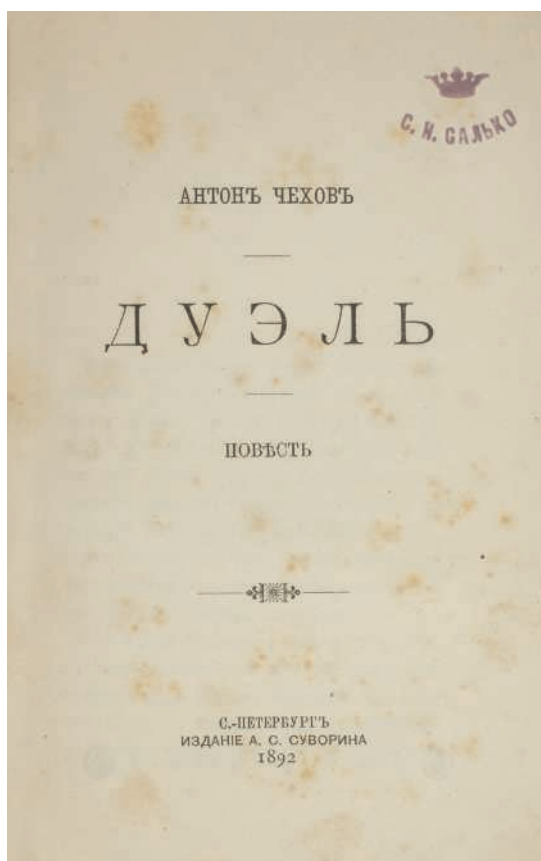 С. И. САЛЬКО
АНТОНЪ ЧЕХОВЪ
ДУЭЛЬ
ПОВѢСТЬ
С.-ПЕТЕРБУРГЪ
ИЗДАНІЕ А. С. СУВОРИНА
1892